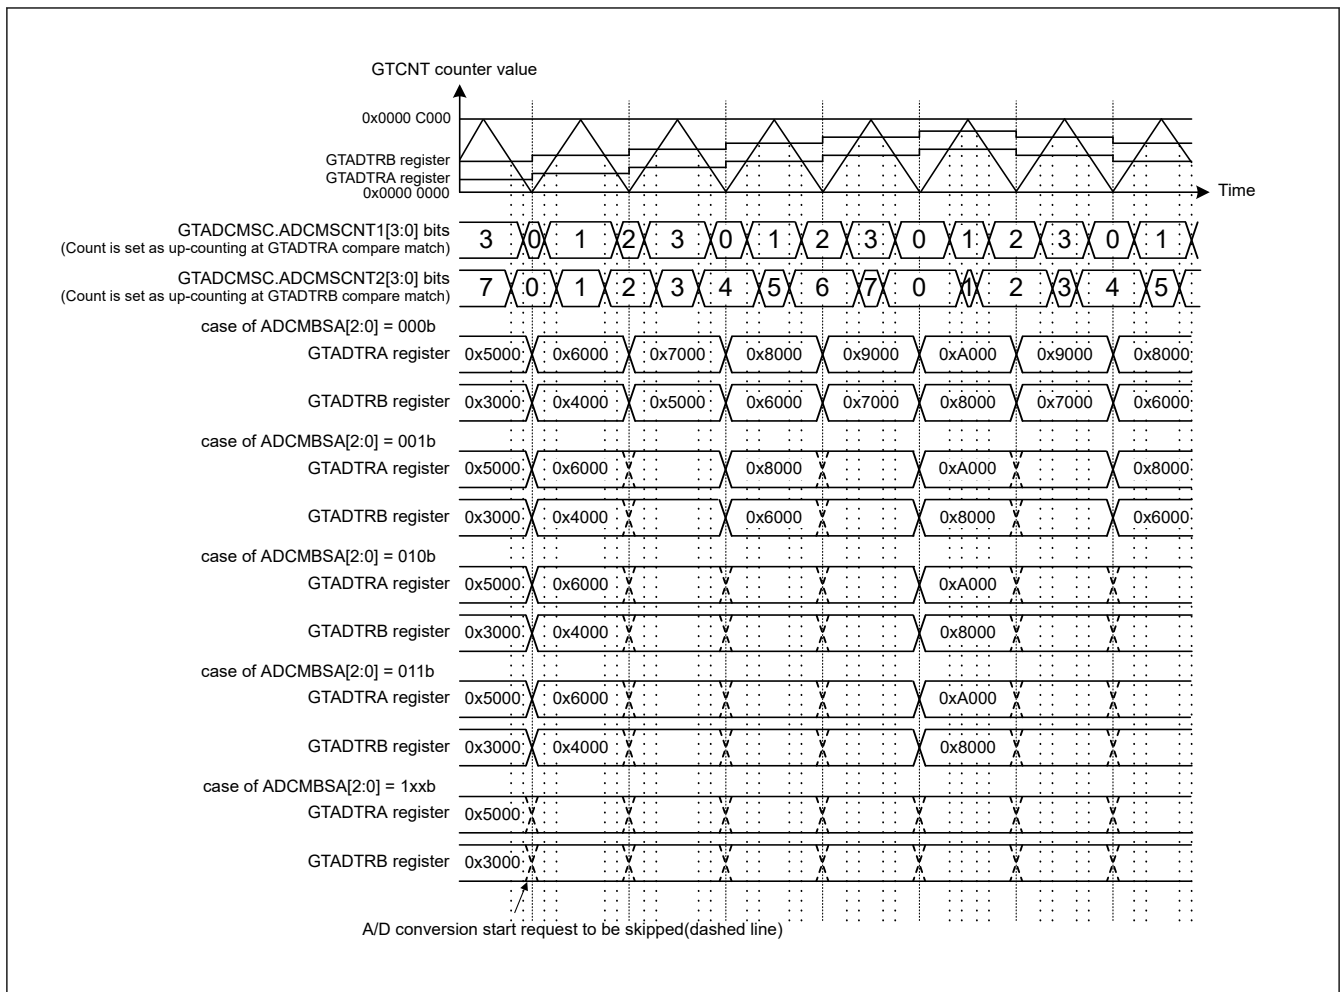 GTCNT counter value
0x0000 C000
GTADTRB register
GTADTRA register
0x0000 0000
Time
GTADCMSC.ADCMSCNT1[3:0] bits
(Count is set as up-counting at GTADTRA compare match)
3 0 1 2 3 0 1 2 3 0 1 2 3 0 1
GTADCMSC.ADCMSCNT2[3:0] bits
(Count is set as up-counting at GTADTRB compare match)
7 0 1 2 3 4 5 6 7 0 1 2 3 4 5
case of ADCMBSA[2:0] = 000b
GTADTRA register 0x5000 0x6000 0x7000 0x8000 0x9000 0xA000 0x9000 0x8000
GTADTRB register 0x3000 0x4000 0x5000 0x6000 0x7000 0x8000 0x7000 0x6000
case of ADCMBSA[2:0] = 001b
GTADTRA register 0x5000 0x6000 0x8000 0xA000 0x8000
GTADTRB register 0x3000 0x4000 0x6000 0x8000 0x6000
case of ADCMBSA[2:0] = 010b
GTADTRA register 0x5000 0x6000 0xA000
GTADTRB register 0x3000 0x4000 0x8000
case of ADCMBSA[2:0] = 011b
GTADTRA register 0x5000 0x6000 0xA000
GTADTRB register 0x3000 0x4000 0x8000
case of ADCMBSA[2:0] = 1xxb
GTADTRA register 0x5000
GTADTRB register 0x3000
A/D conversion start request to be skipped(dashed line)